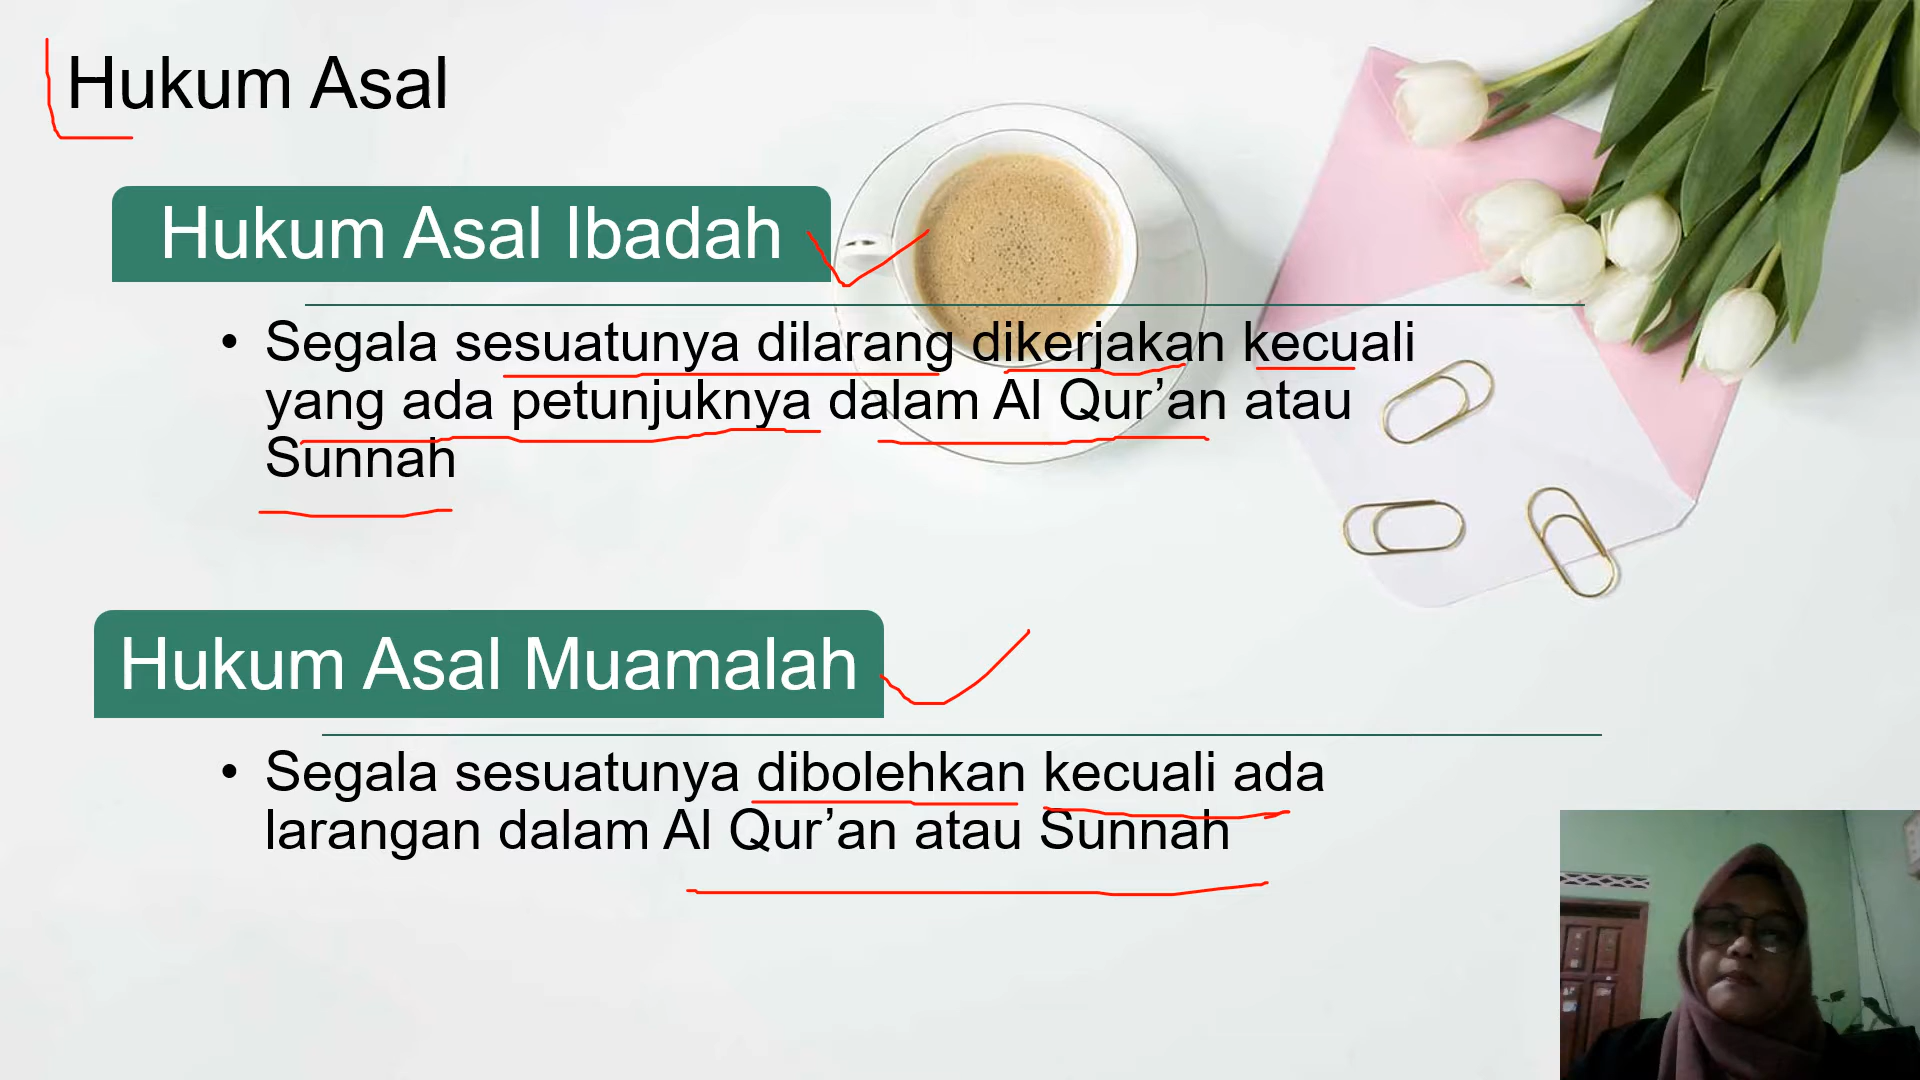 Hukum Asal
Hukum Asal Ibadah
• Segala sesuatunya dilarang dikerjakan kecuali
yang ada petunjuknya dalam Al Qur’an atau
Sunnah
Hukum Asal Muamalah
• Segala sesuatunya dibolehkan kecuali ada
larangan dalam Al Qur’an atau Sunnah